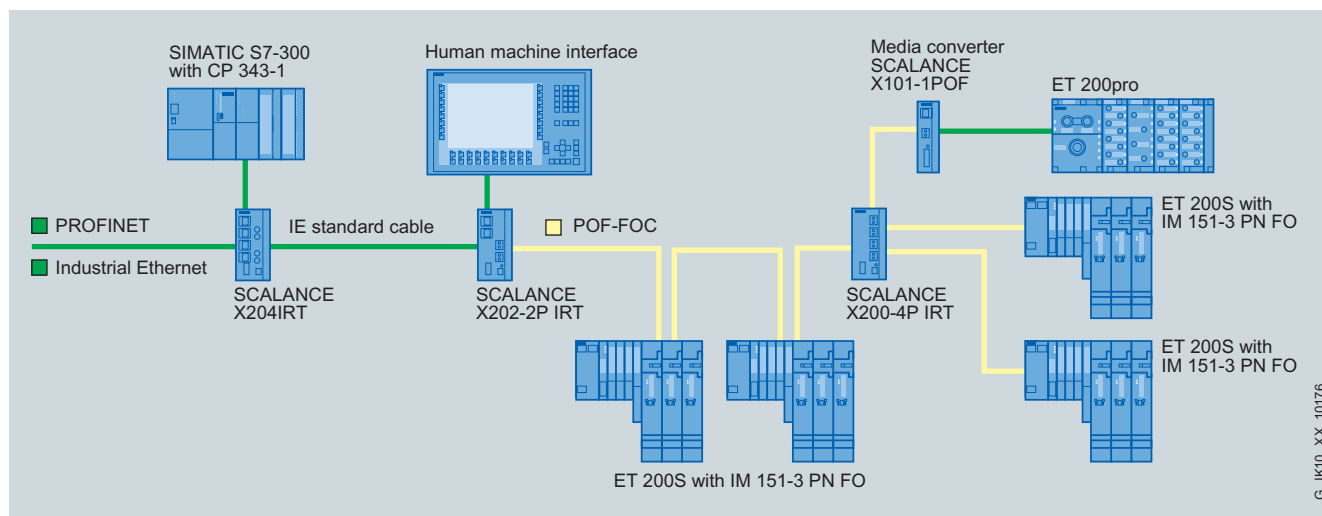 SIMATIC S7-300
with CP 343-1
Human machine interface
Media converter
SCALANCE
X101-1POF
ET 200pro
PROFINET
IE standard cable
POF-FOC
Industrial Ethernet
SCALANCE
X204IRT
SCALANCE
X202-2P IRT
SCALANCE
X200-4P IRT
ET 200S with
IM 151-3 PN FO
ET 200S with
IM 151-3 PN FO
ET 200S with IM 151-3 PN FO
G_IK10_XX_10176